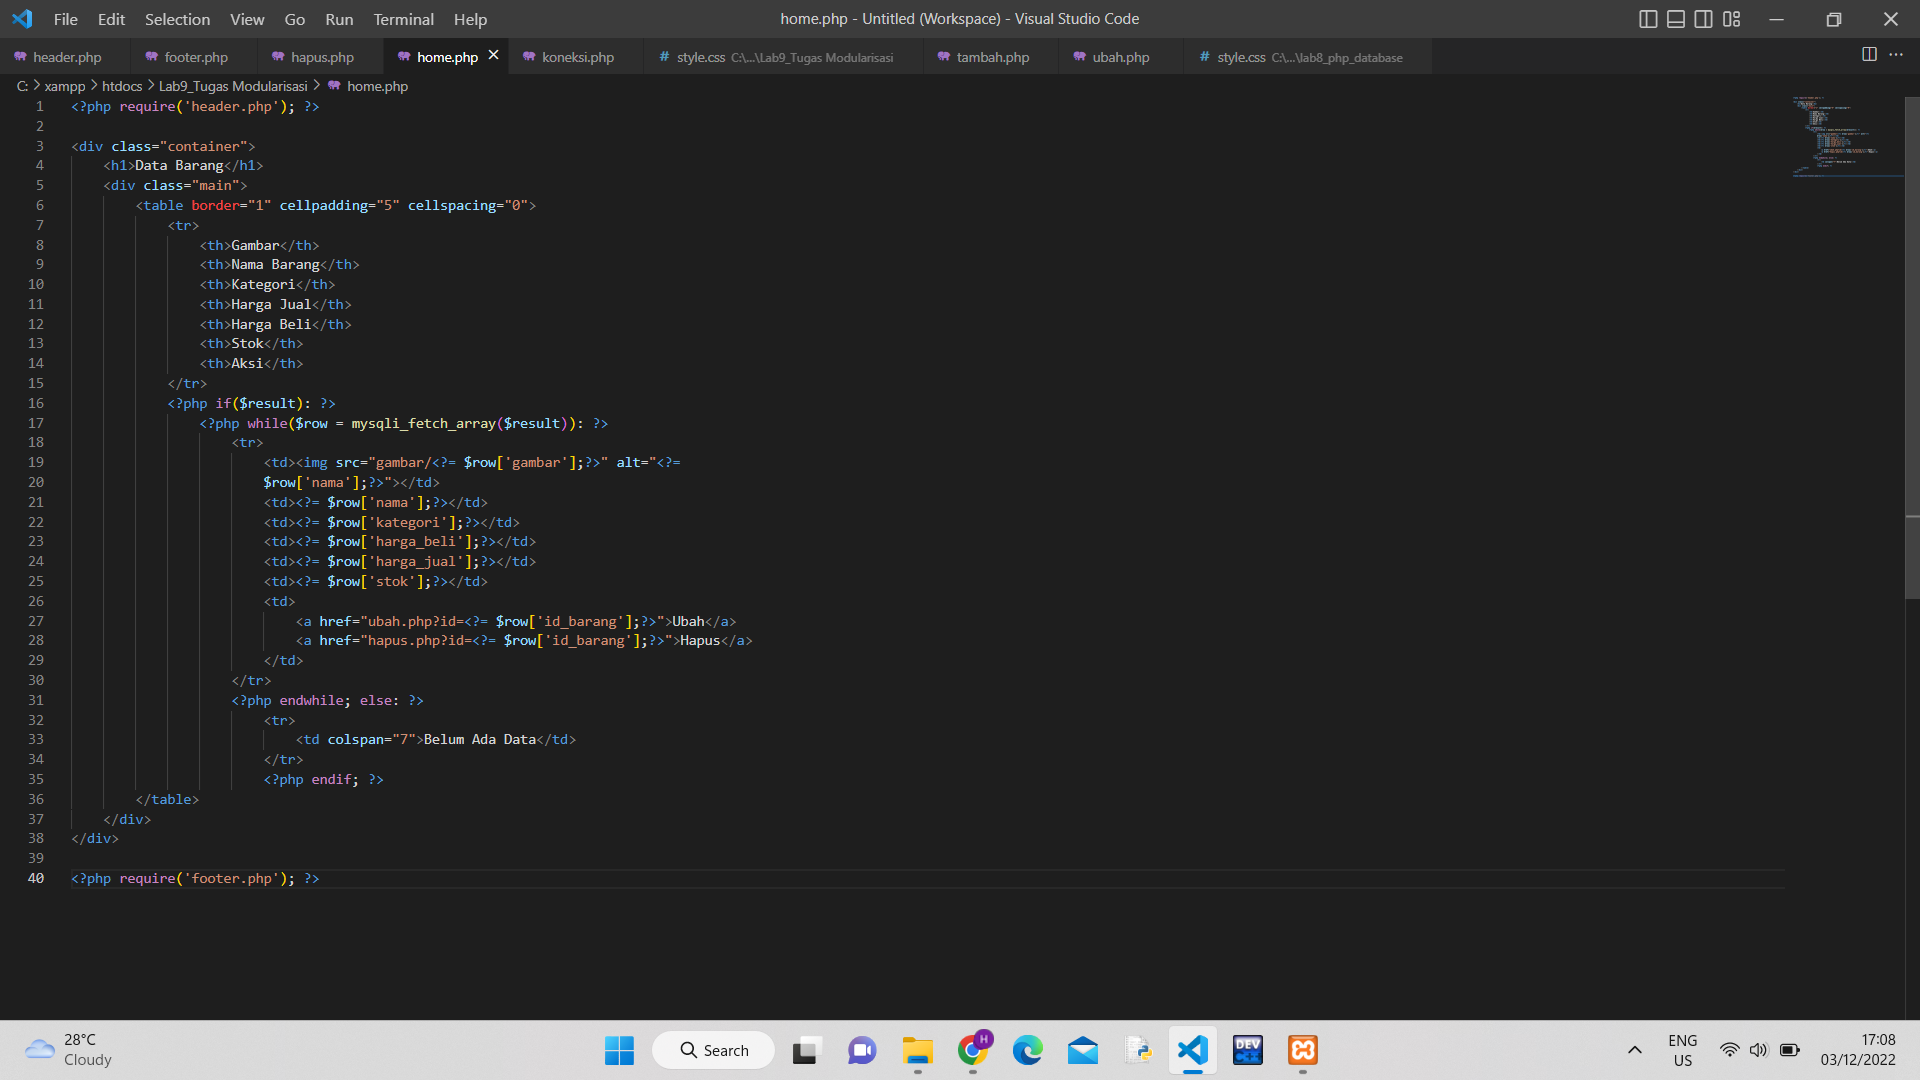 File Edit Selection View Go Run Terminal Help
home.php - Untitled (Workspace) - Visual Studio Code
header.php footer.php hapus.php home.php koneksi.php style.css C:\...\Lab9_Tugas Modularisasi tambah.php ubah.php style.css C:\...\lab8_php_database
C: > xampp > htdocs > Lab9_Tugas Modularisasi > home.php
1 <?php require('header.php'); ?>
2
3 <div class="container">
4 <h1>Data Barang</h1>
5 <div class="main">
6 <table border="1" cellpadding="5" cellspacing="0">
7 <tr>
8 <th>Gambar</th>
9 <th>Nama Barang</th>
10 <th>Kategori</th>
11 <th>Harga Jual</th>
12 <th>Harga Beli</th>
13 <th>Stok</th>
14 <th>Aksi</th>
15 </tr>
16 <?php if($result): ?>
17 <?php while($row = mysqli_fetch_array($result)): ?>
18 <tr>
19 <td><img src="gambar/<?= $row['gambar'];?>" alt="<?=
20 $row['nama'];?>"></td>
21 <td><?= $row['nama'];?></td>
22 <td><?= $row['kategori'];?></td>
23 <td><?= $row['harga_beli'];?></td>
24 <td><?= $row['harga_jual'];?></td>
25 <td><?= $row['stok'];?></td>
26 <td>
27 <a href="ubah.php?id=<?= $row['id_barang'];?>">Ubah</a>
28 <a href="hapus.php?id=<?= $row['id_barang'];?>">Hapus</a>
29 </td>
30 </tr>
31 <?php endwhile; else: ?>
32 <tr>
33 <td colspan="7">Belum Ada Data</td>
34 </tr>
35 <?php endif; ?>
36 </table>
37 </div>
38 </div>
39
40 <?php require('footer.php'); ?>
28°C
Cloudy
Search
H
DEV
C++
ENG
US
17:08
03/12/2022